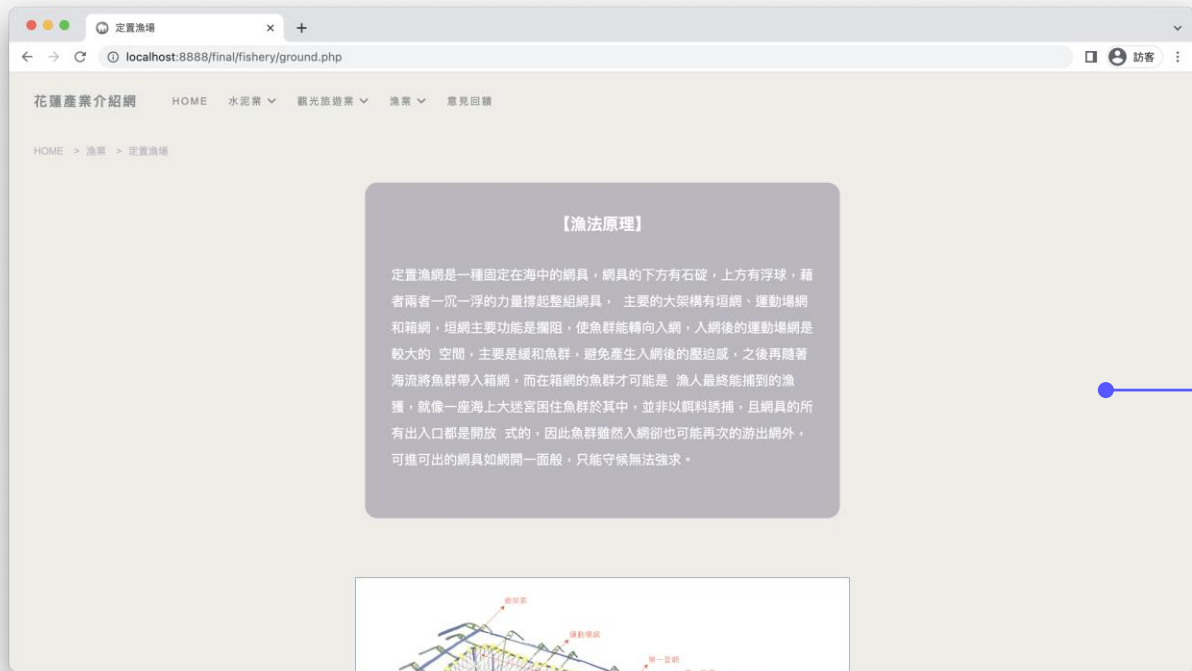 定置漁場
localhost:8888/final/fishery/ground.php
訪客
花蓮產業介紹網 HOME 水泥業 觀光旅遊業 漁業 意見回饋
HOME > 漁業 > 定置漁場
【漁法原理】
定置漁網是一種固定在海中的網具，網具的下方有石碇，上方有浮球，藉
者兩者一沉一浮的力量撐起整組網具， 主要的大架構有垣網、運動場網
和箱網，垣網主要功能是攔阻，使魚群能轉向入網，入網後的運動場網是
較大的 空間，主要是緩和魚群，避免產生入網後的壓迫感，之後再隨著
海流將魚群帶入箱網，而在箱網的魚群才可能是 漁人最終能捕到的漁
獲，就像一座海上大迷宮困住魚群於其中，並非以餌料誘捕，且網具的所
有出入口都是開放 式的，因此魚群雖然入網卻也可能再次的游出網外，
可進可出的網具如網開一面般，只能守候無法強求。
運動場網
第一昇網